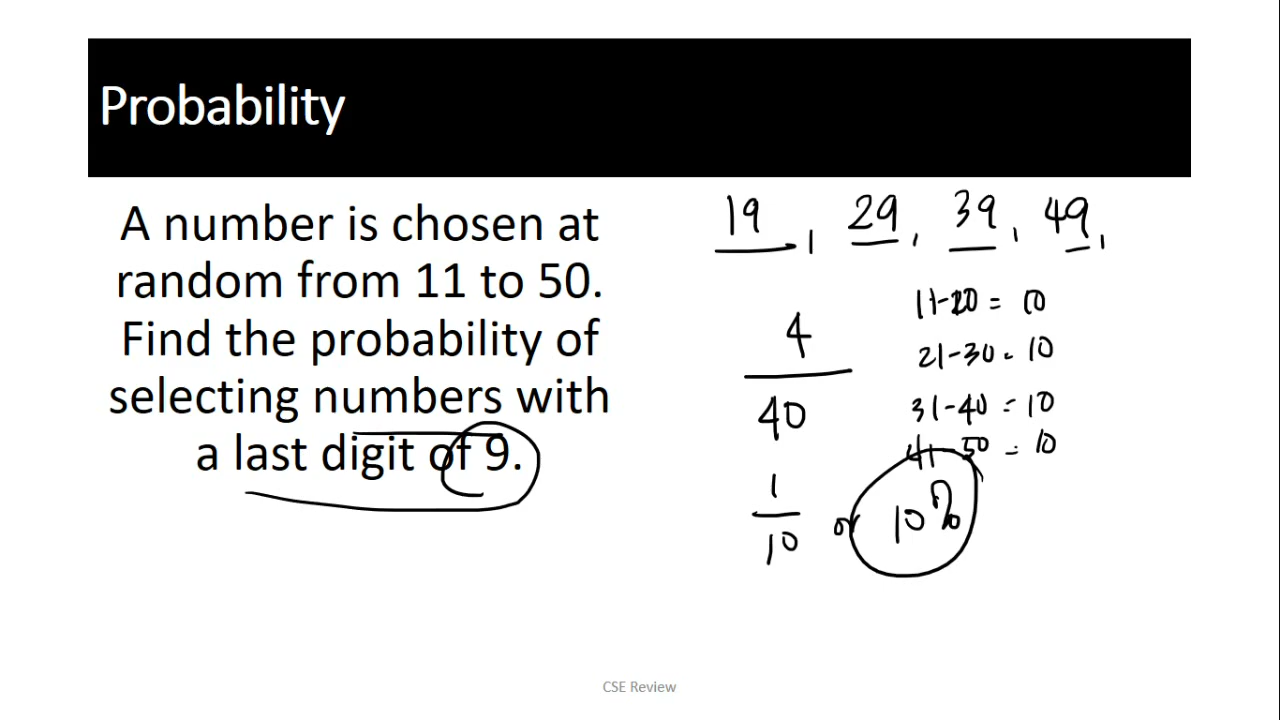 Probability
A number is chosen at
random from 11 to 50.
Find the probability of
selecting numbers with
a last digit of 9.
19, 29, 39, 49,
4
40
1
10 or 10%
11-20 = 10
21-30 = 10
31-40 = 10
41-50 = 10
CSE Review